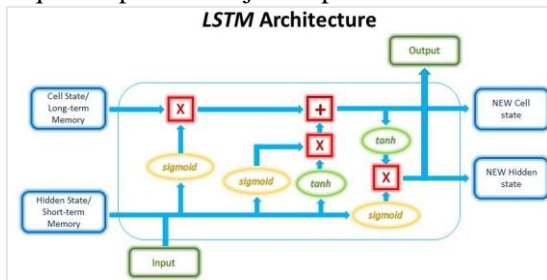 LSTM Architecture
Output
Cell State/
Long-term
Memory
X
+
NEW Cell
state
tanh
X
sigmoid
sigmoid
tanh
X
NEW Hidden
state
Hidden State/
Short-term
Memory
sigmoid
Input